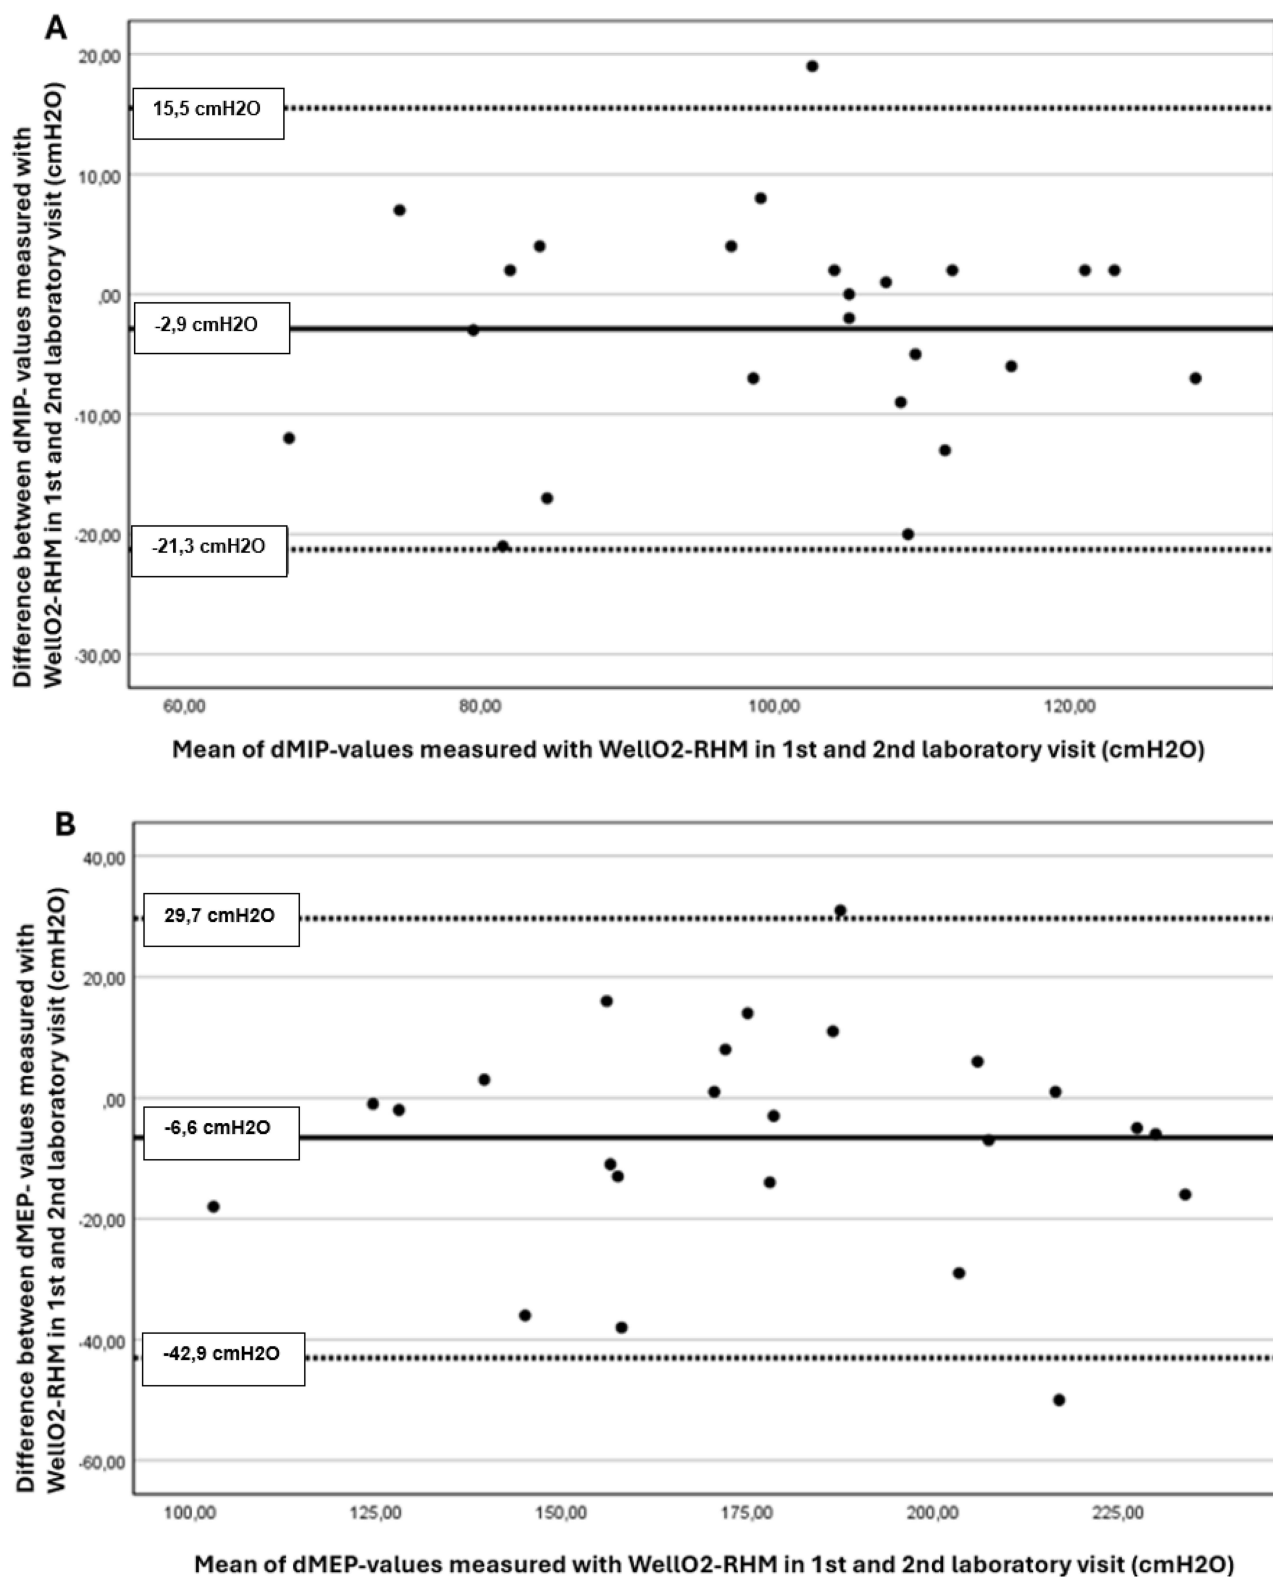 A
Difference between dMIP- values measured with
WellO2-RHM in 1st and 2nd laboratory visit (cmH2O)
20,00
15,5 cmH2O
10,00
,00
-2,9 cmH2O
-10,00
-20,00
-21,3 cmH2O
-30,00
60,00 80,00 100,00 120,00
Mean of dMIP-values measured with WellO2-RHM in 1st and 2nd laboratory visit (cmH2O)
B
Difference between dMEP- values measured with
WellO2-RHM in 1st and 2nd laboratory visit (cmH2O)
40,00
29,7 cmH2O
20,00
,00
-6,6 cmH2O
-20,00
-40,00
-42,9 cmH2O
-60,00
100,00 125,00 150,00 175,00 200,00 225,00
Mean of dMEP-values measured with WellO2-RHM in 1st and 2nd laboratory visit (cmH2O)